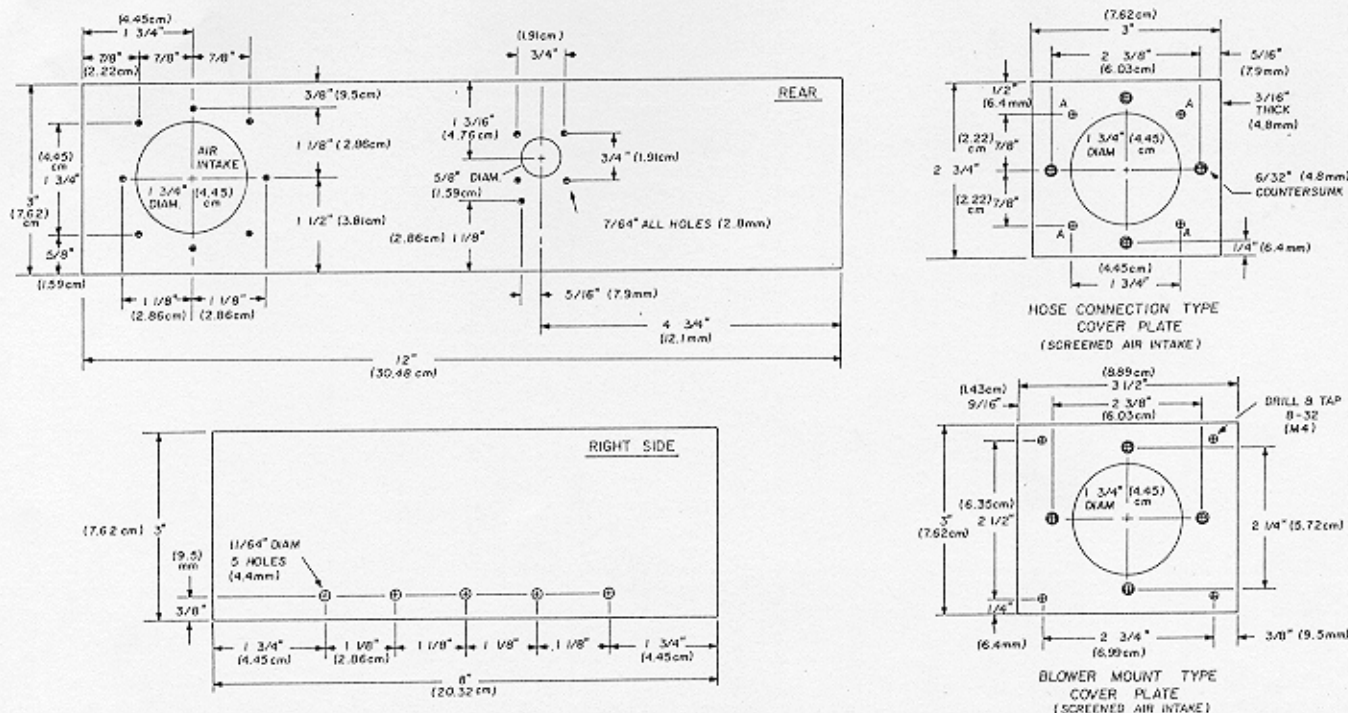 (4.45cm)
1 3/4"
7/8" 7/8" 7/8"
(2.22cm)
3/8" (9.5cm)
(1.91cm)
3/4"
REAR
1 3/16"
(4.76cm)
(4.45)
cm
1 3/4"
3"
(7.62)
cm
AIR
INTAKE
1 3/4" (4.45)
DIAM. cm
1 1/8" (2.86cm)
1 1/2" (3.81cm)
5/8"
DIAM.
(1.59cm)
3/4" (1.91cm)
7/64" ALL HOLES (2.8mm)
(2.86cm) 1 1/8"
5/8"
(1.59cm)
1 1/8" 1 1/8"
(2.86cm) (2.86cm)
5/16" (7.9mm)
4 3/4"
(12.1mm)
12"
(30.48 cm)
(7.62cm)
3"
2 3/8"
(6.03cm)
5/16"
(7.9mm)
1/2"
(6.4mm)
A A
3/16"
THICK
(4.8mm)
(2.22)
cm 7/8"
1 3/4" (4.45)
DIAM cm
2 3/4"
6/32" (4.8mm)
COUNTERSUNK
(2.22)
cm 7/8"
A A
1/4" (6.4mm)
(4.45cm)
1 3/4"
HOSE CONNECTION TYPE
COVER PLATE
(SCREENED AIR INTAKE)
RIGHT SIDE
(7.62 cm) 3"
(9.5)
mm
3/8"
11/64" DIAM
5 HOLES
(4.4mm)
1 3/4" 1 1/8" 1 1/8" 1 1/8" 1 1/8" 1 3/4"
(4.45cm) (2.86cm) (4.45cm)
8"
(20.32cm)
(8.89cm)
3 1/2"
(1.43cm)
9/16"
2 3/8"
(6.03cm)
DRILL & TAP
8-32
(M4)
(6.35cm)
2 1/2"
3"
(7.62cm)
1 3/4" (4.45)
DIAM cm
2 1/4" (5.72cm)
1/4"
(6.4mm)
2 3/4"
(6.99cm)
3/8" (9.5mm)
BLOWER MOUNT TYPE
COVER PLATE
(SCREENED AIR INTAKE)